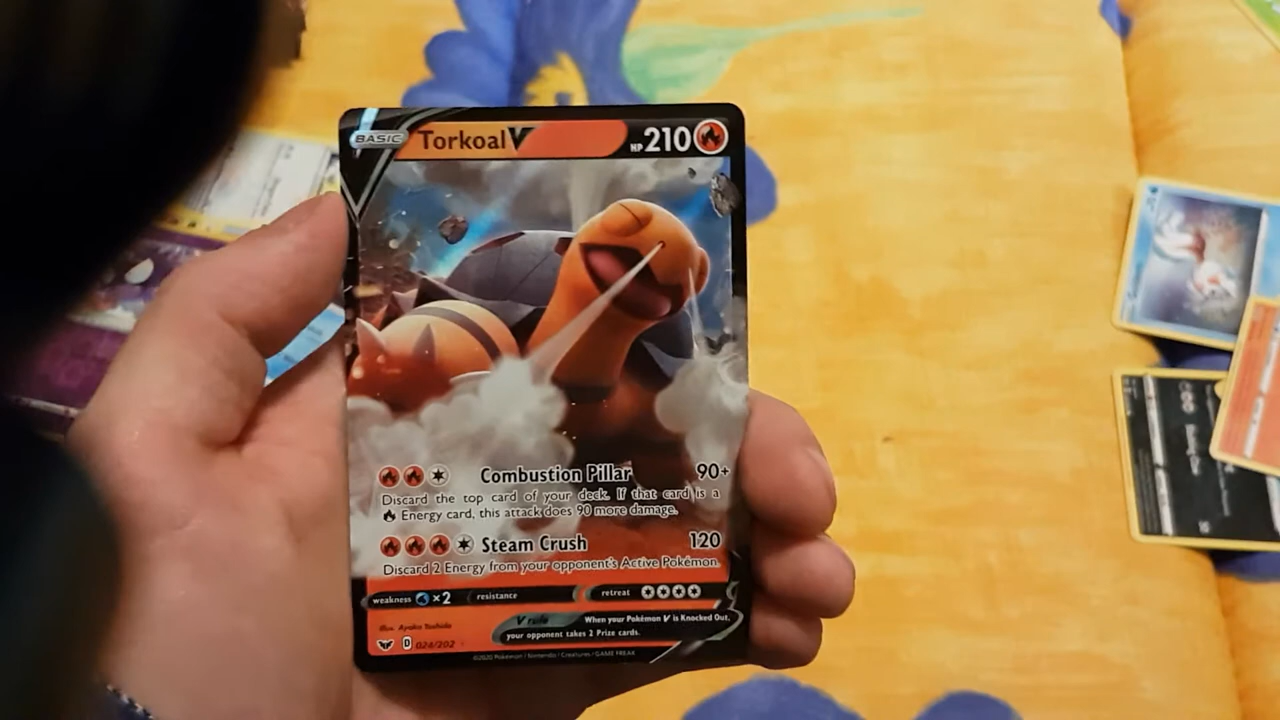 BASIC Torkoal V HP 210
Combustion Pillar 90+
Discard the top card of your deck. If that card is a
Energy card, this attack does 90 more damage.
Steam Crush 120
Discard 2 Energy from your opponent's Active Pokémon.
weakness ×2 resistance retreat
V rule When your Pokémon V is Knocked Out,
your opponent takes 2 Prize cards.
Illus. Ayaka Yoshida
D 024/202
©2020 Pokémon / Nintendo / Creatures / GAME FREAK